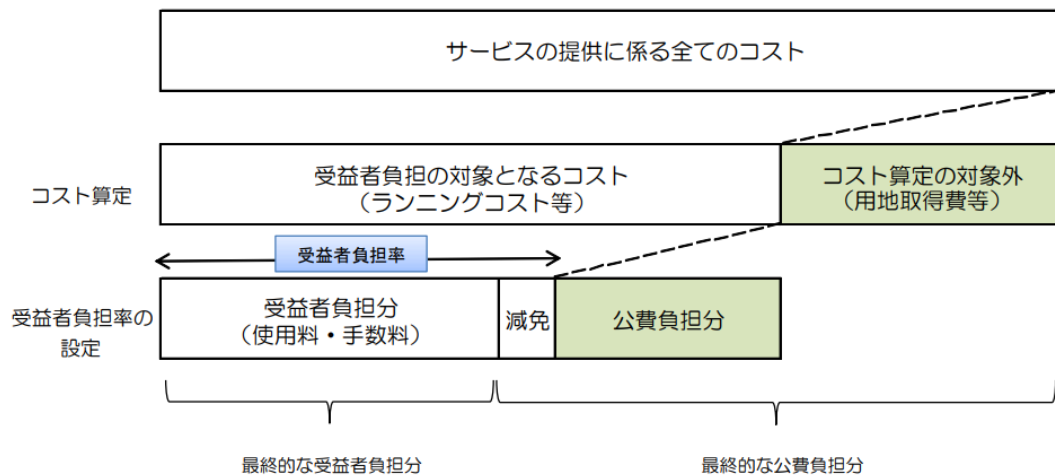 サービスの提供に係る全てのコスト
コスト算定
受益者負担の対象となるコスト
（ランニングコスト等）
コスト算定の対象外
（用地取得費等）
受益者負担率
受益者負担率の
設定
受益者負担分
（使用料・手数料）
減免
公費負担分
最終的な受益者負担分
最終的な公費負担分